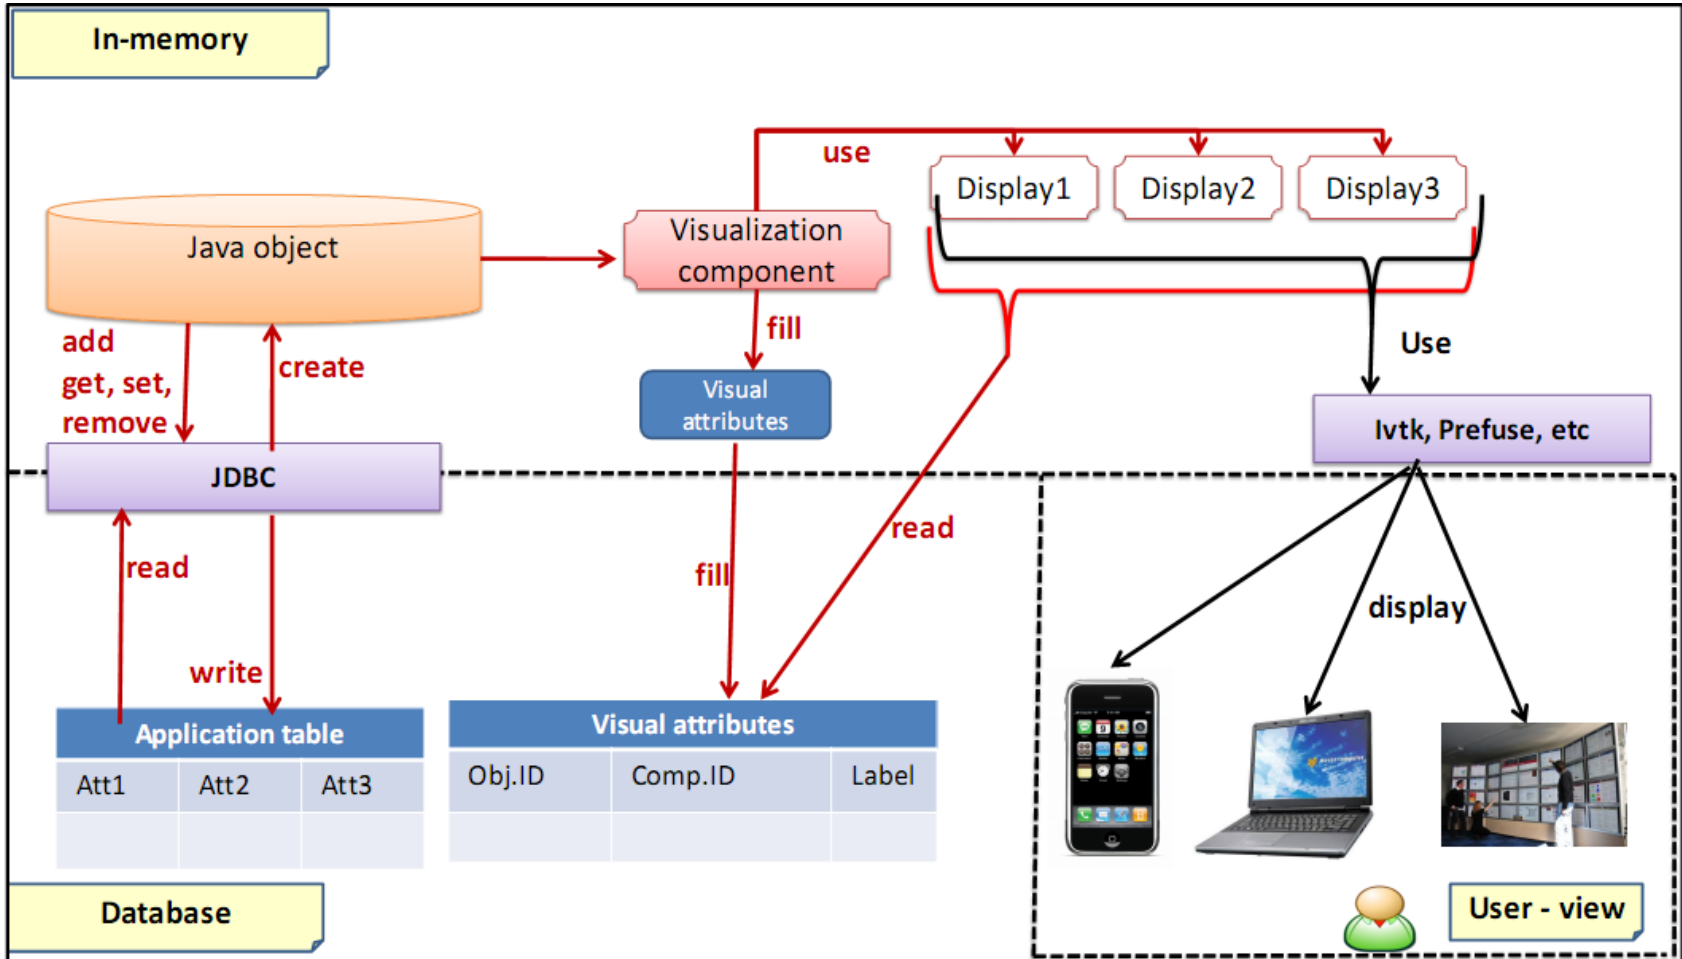 In-memory
use
Display1
Display2
Display3
Java object
Visualization
component
add
get, set,
remove
create
fill
Visual
attributes
Use
Ivtk, Prefuse, etc
JDBC
read
write
fill
read
display
Application table
Att1
Att2
Att3
Visual attributes
Obj.ID
Comp.ID
Label
Database
User - view